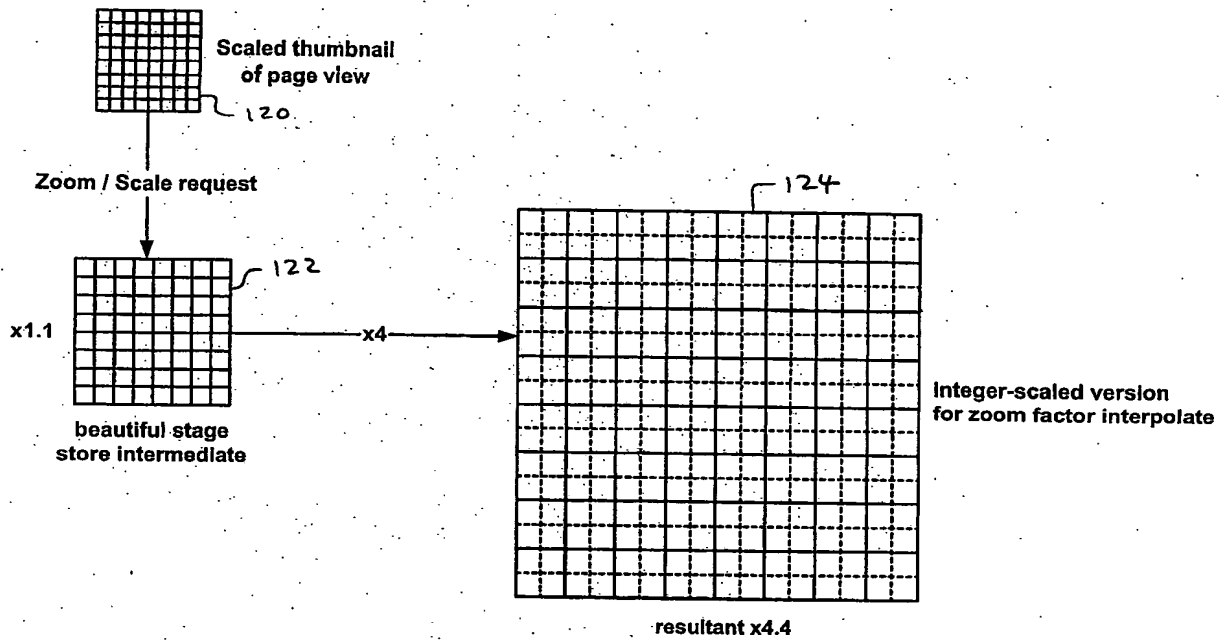 Scaled thumbnail
of page view
120
Zoom / Scale request
124
122
x1.1
x4
Integer-scaled version
for zoom factor interpolate
beautiful stage
store intermediate
resultant x4.4